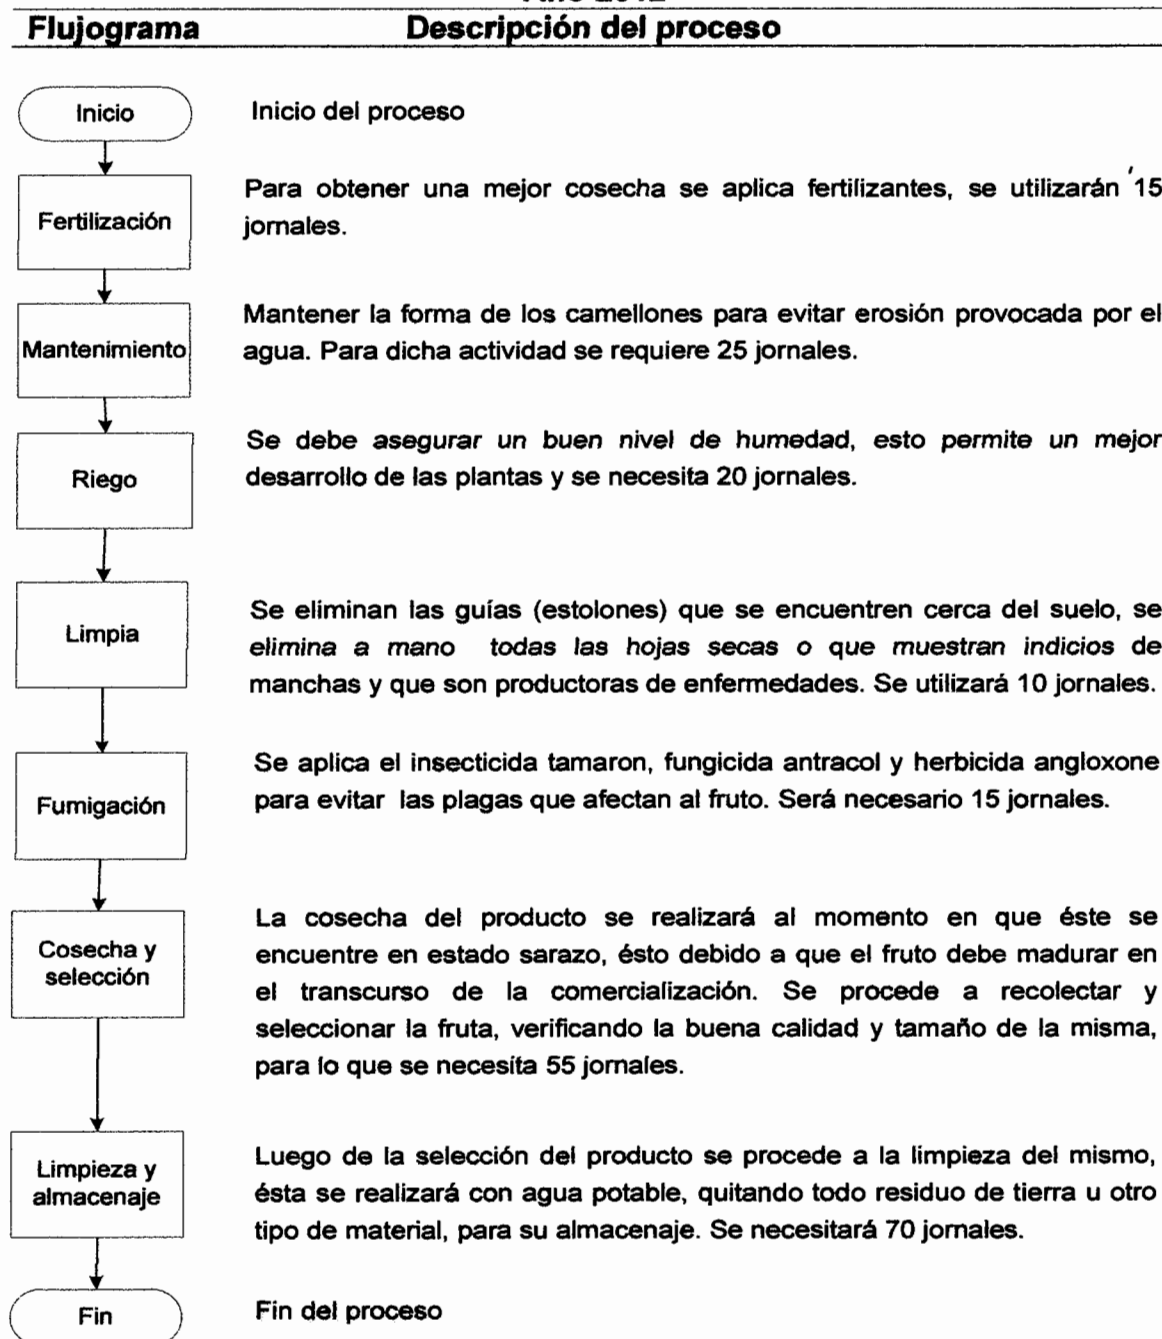 Flujograma Descripción del proceso
Inicio
Inicio del proceso
Fertilización
Para obtener una mejor cosecha se aplica fertilizantes, se utilizarán 15
jornales.
Mantenimiento
Mantener la forma de los camellones para evitar erosión provocada por el
agua. Para dicha actividad se requiere 25 jornales.
Riego
Se debe asegurar un buen nivel de humedad, esto permite un mejor
desarrollo de las plantas y se necesita 20 jornales.
Limpia
Se eliminan las guías (estolones) que se encuentren cerca del suelo, se
elimina a mano todas las hojas secas o que muestran indicios de
manchas y que son productoras de enfermedades. Se utilizará 10 jornales.
Fumigación
Se aplica el insecticida tamaron, fungicida antracol y herbicida angloxone
para evitar las plagas que afectan al fruto. Será necesario 15 jornales.
Cosecha y
selección
La cosecha del producto se realizará al momento en que éste se
encuentre en estado sarazo, ésto debido a que el fruto debe madurar en
el transcurso de la comercialización. Se procede a recolectar y
seleccionar la fruta, verificando la buena calidad y tamaño de la misma,
para lo que se necesita 55 jornales.
Limpieza y
almacenaje
Luego de la selección del producto se procede a la limpieza del mismo,
ésta se realizará con agua potable, quitando todo residuo de tierra u otro
tipo de material, para su almacenaje. Se necesitará 70 jornales.
Fin
Fin del proceso